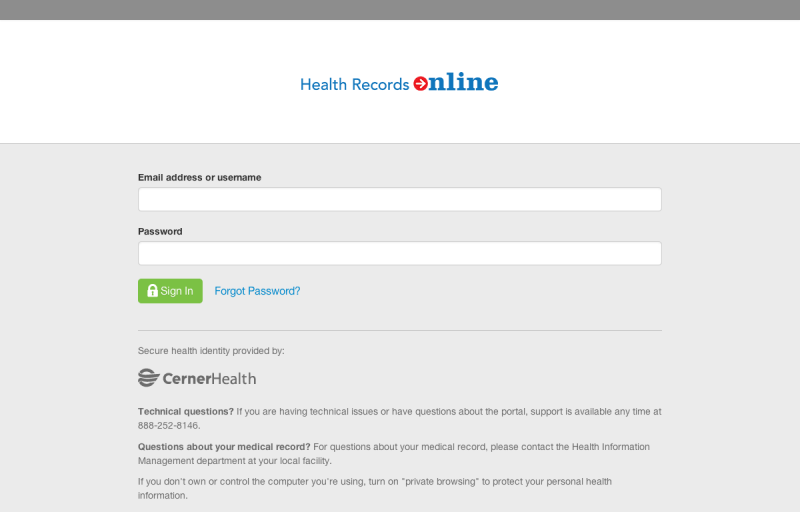 Health Records Online
Email address or username
Password
Sign In
Forgot Password?
Secure health identity provided by:
CernerHealth
Technical questions? If you are having technical issues or have questions about the portal, support is available any time at
888-252-8146.
Questions about your medical record? For questions about your medical record, please contact the Health Information
Management department at your local facility.
If you don't own or control the computer you're using, turn on "private browsing" to protect your personal health
information.